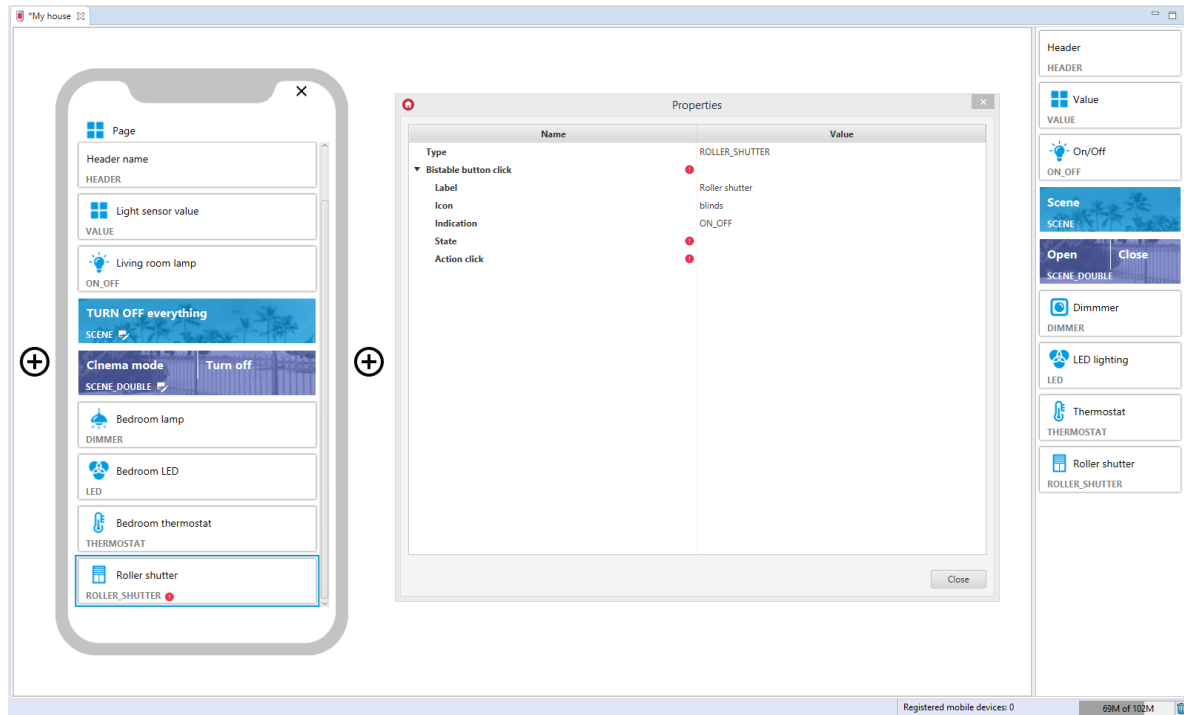 *My house
Page
Header name
HEADER
Light sensor value
VALUE
Living room lamp
ON_OFF
TURN OFF everything
SCENE
Cinema mode Turn off
SCENE_DOUBLE
Bedroom lamp
DIMMER
Bedroom LED
LED
Bedroom thermostat
THERMOSTAT
Roller shutter
ROLLER_SHUTTER
Properties
Name Value
Type ROLLER_SHUTTER
Bistable button click
Label Roller shutter
Icon blinds
Indication ON_OFF
State
Action click
Close
Header
HEADER
Value
VALUE
On/Off
ON_OFF
Scene
SCENE
Open Close
SCENE_DOUBLE
Dimmmer
DIMMER
LED lighting
LED
Thermostat
THERMOSTAT
Roller shutter
ROLLER_SHUTTER
Registered mobile devices: 0 69M of 102M